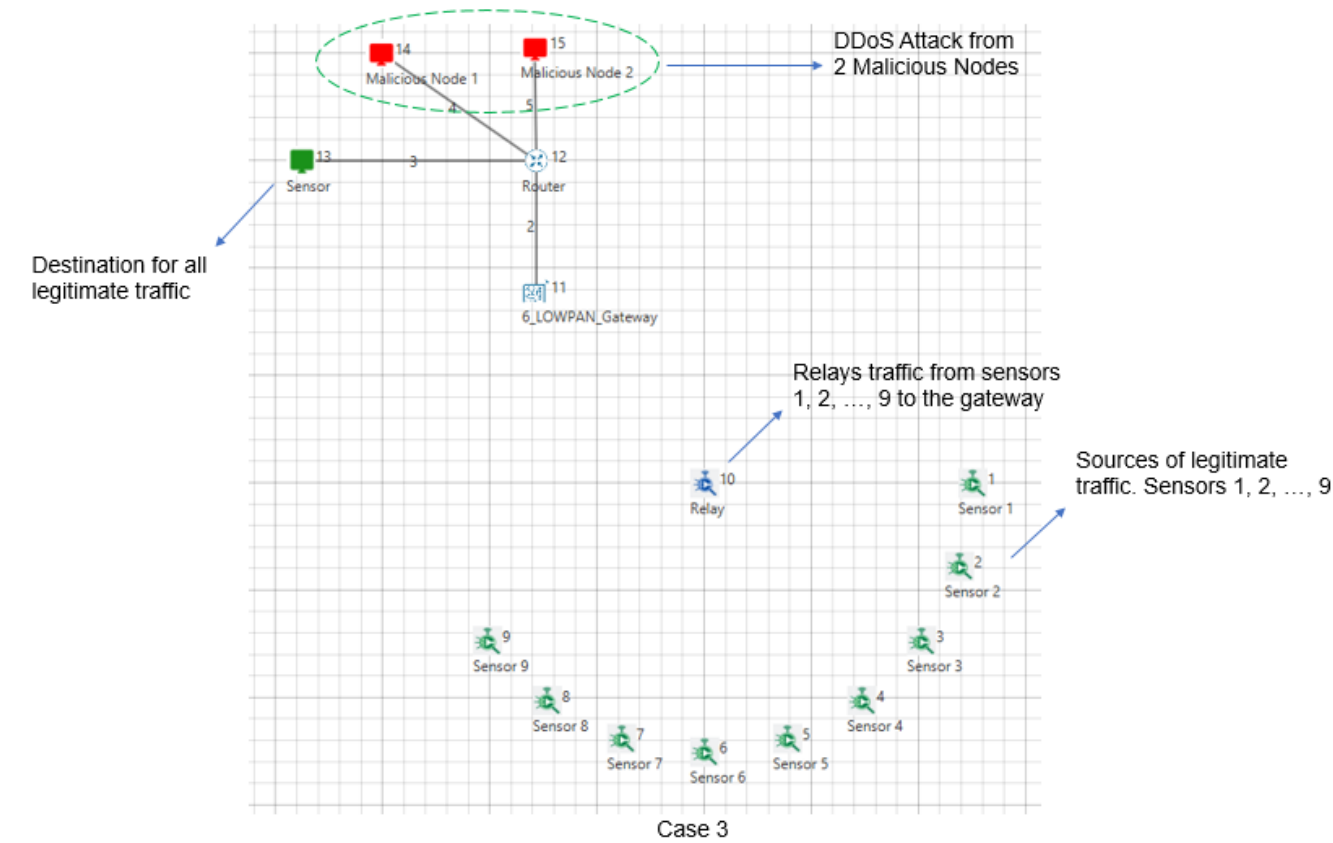 14
Malicious Node 1
15
Malicious Node 2
DDoS Attack from
2 Malicious Nodes
4
5
13
Sensor
3
12
Router
2
Destination for all
legitimate traffic
11
6_LOWPAN_Gateway
Relays traffic from sensors
1, 2, ..., 9 to the gateway
10
Relay
1
Sensor 1
Sources of legitimate
traffic. Sensors 1, 2, ..., 9
2
Sensor 2
9
Sensor 9
3
Sensor 3
8
Sensor 8
4
Sensor 4
7
Sensor 7
6
Sensor 6
5
Sensor 5
Case 3